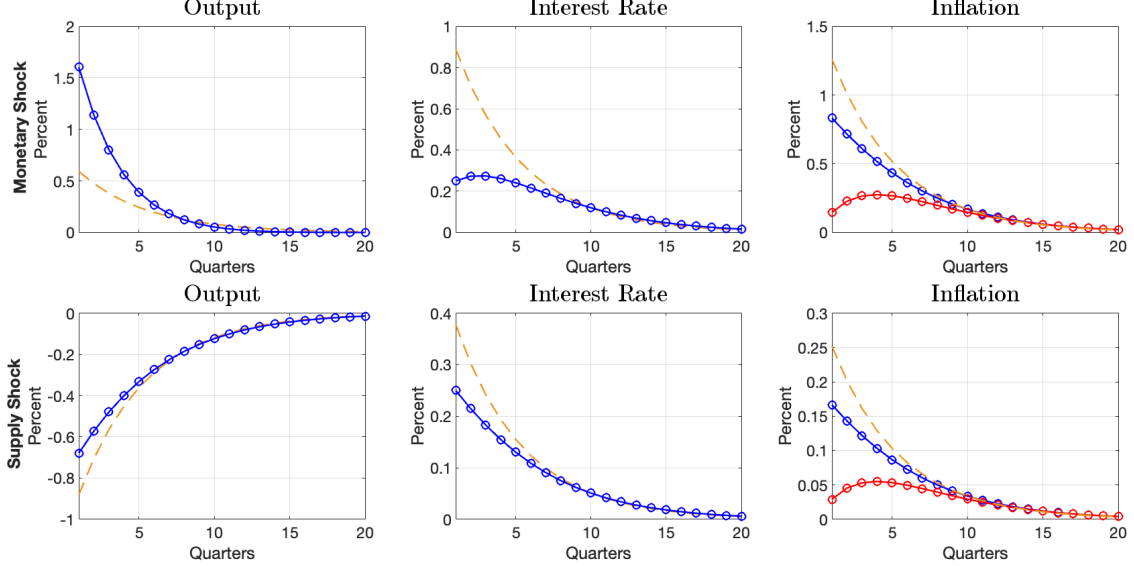 Output
Interest Rate
Inflation
Monetary Shock
Percent
2
1.5
1
0.5
0
5
10
15
20
Quarters
Percent
1
0.8
0.6
0.4
0.2
0
5
10
15
20
Quarters
Percent
1.5
1
0.5
0
5
10
15
20
Quarters
Output
Interest Rate
Inflation
Supply Shock
Percent
0
-0.2
-0.4
-0.6
-0.8
-1
5
10
15
20
Quarters
Percent
0.4
0.3
0.2
0.1
0
5
10
15
20
Quarters
Percent
0.3
0.25
0.2
0.15
0.1
0.05
0
5
10
15
20
Quarters